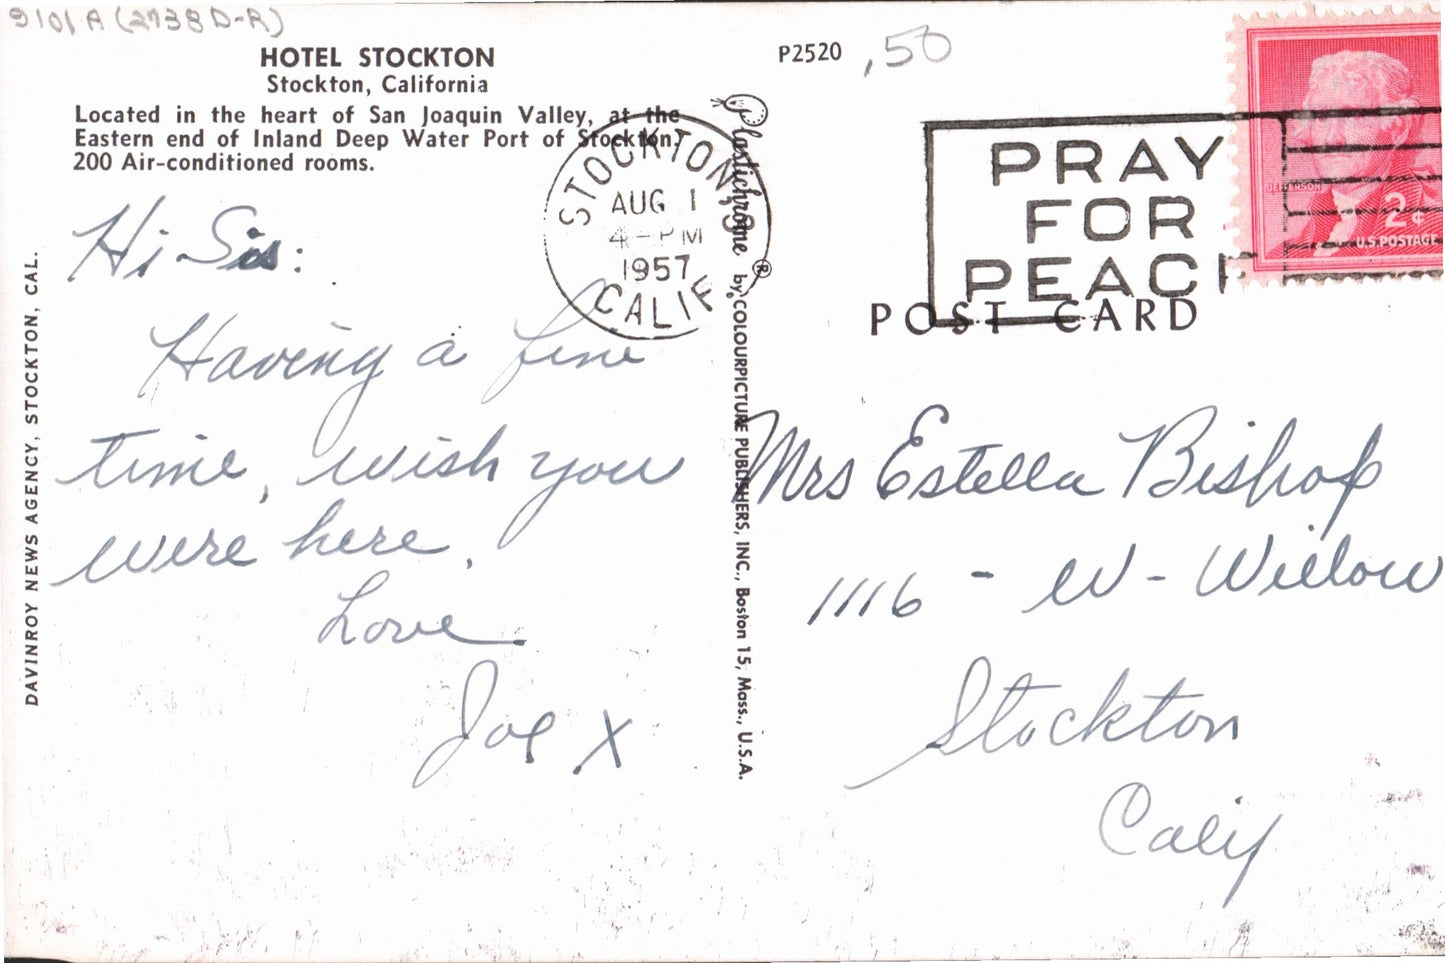 9101 A (2738 D-R)
HOTEL STOCKTON
Stockton, California
Located in the heart of San Joaquin Valley, at the
Eastern end of Inland Deep Water Port of Stockton.
200 Air-conditioned rooms.
Hi Sis:
Having a fine
time, wish you
were here.
Love
Joe X
DAVINROY NEWS AGENCY, STOCKTON, CAL.
STOCKTON,
AUG 1
4-PM
1957
CALIF
Plastichrome ® by COLOURPICTURE PUBLISHERS, INC., Boston 15, Mass., U.S.A.
P2520
.50
PRAY
FOR
PEACE
JEFFERSON
2¢
U.S. POSTAGE
POST CARD
Mrs Estella Bishop
1116 - W - Willow
Stockton
Calif